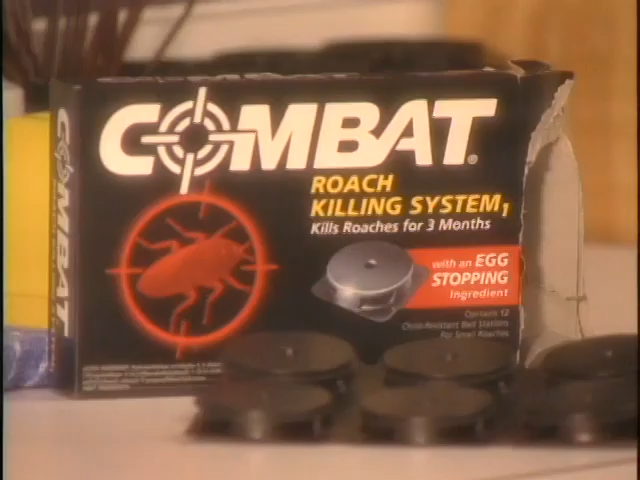 COMBAT®
ROACH
KILLING SYSTEM1
Kills Roaches for 3 Months
with an EGG
STOPPING
Ingredient
Contains 12
Child-Resistant Bait Stations
For Small Roaches
COMBAT